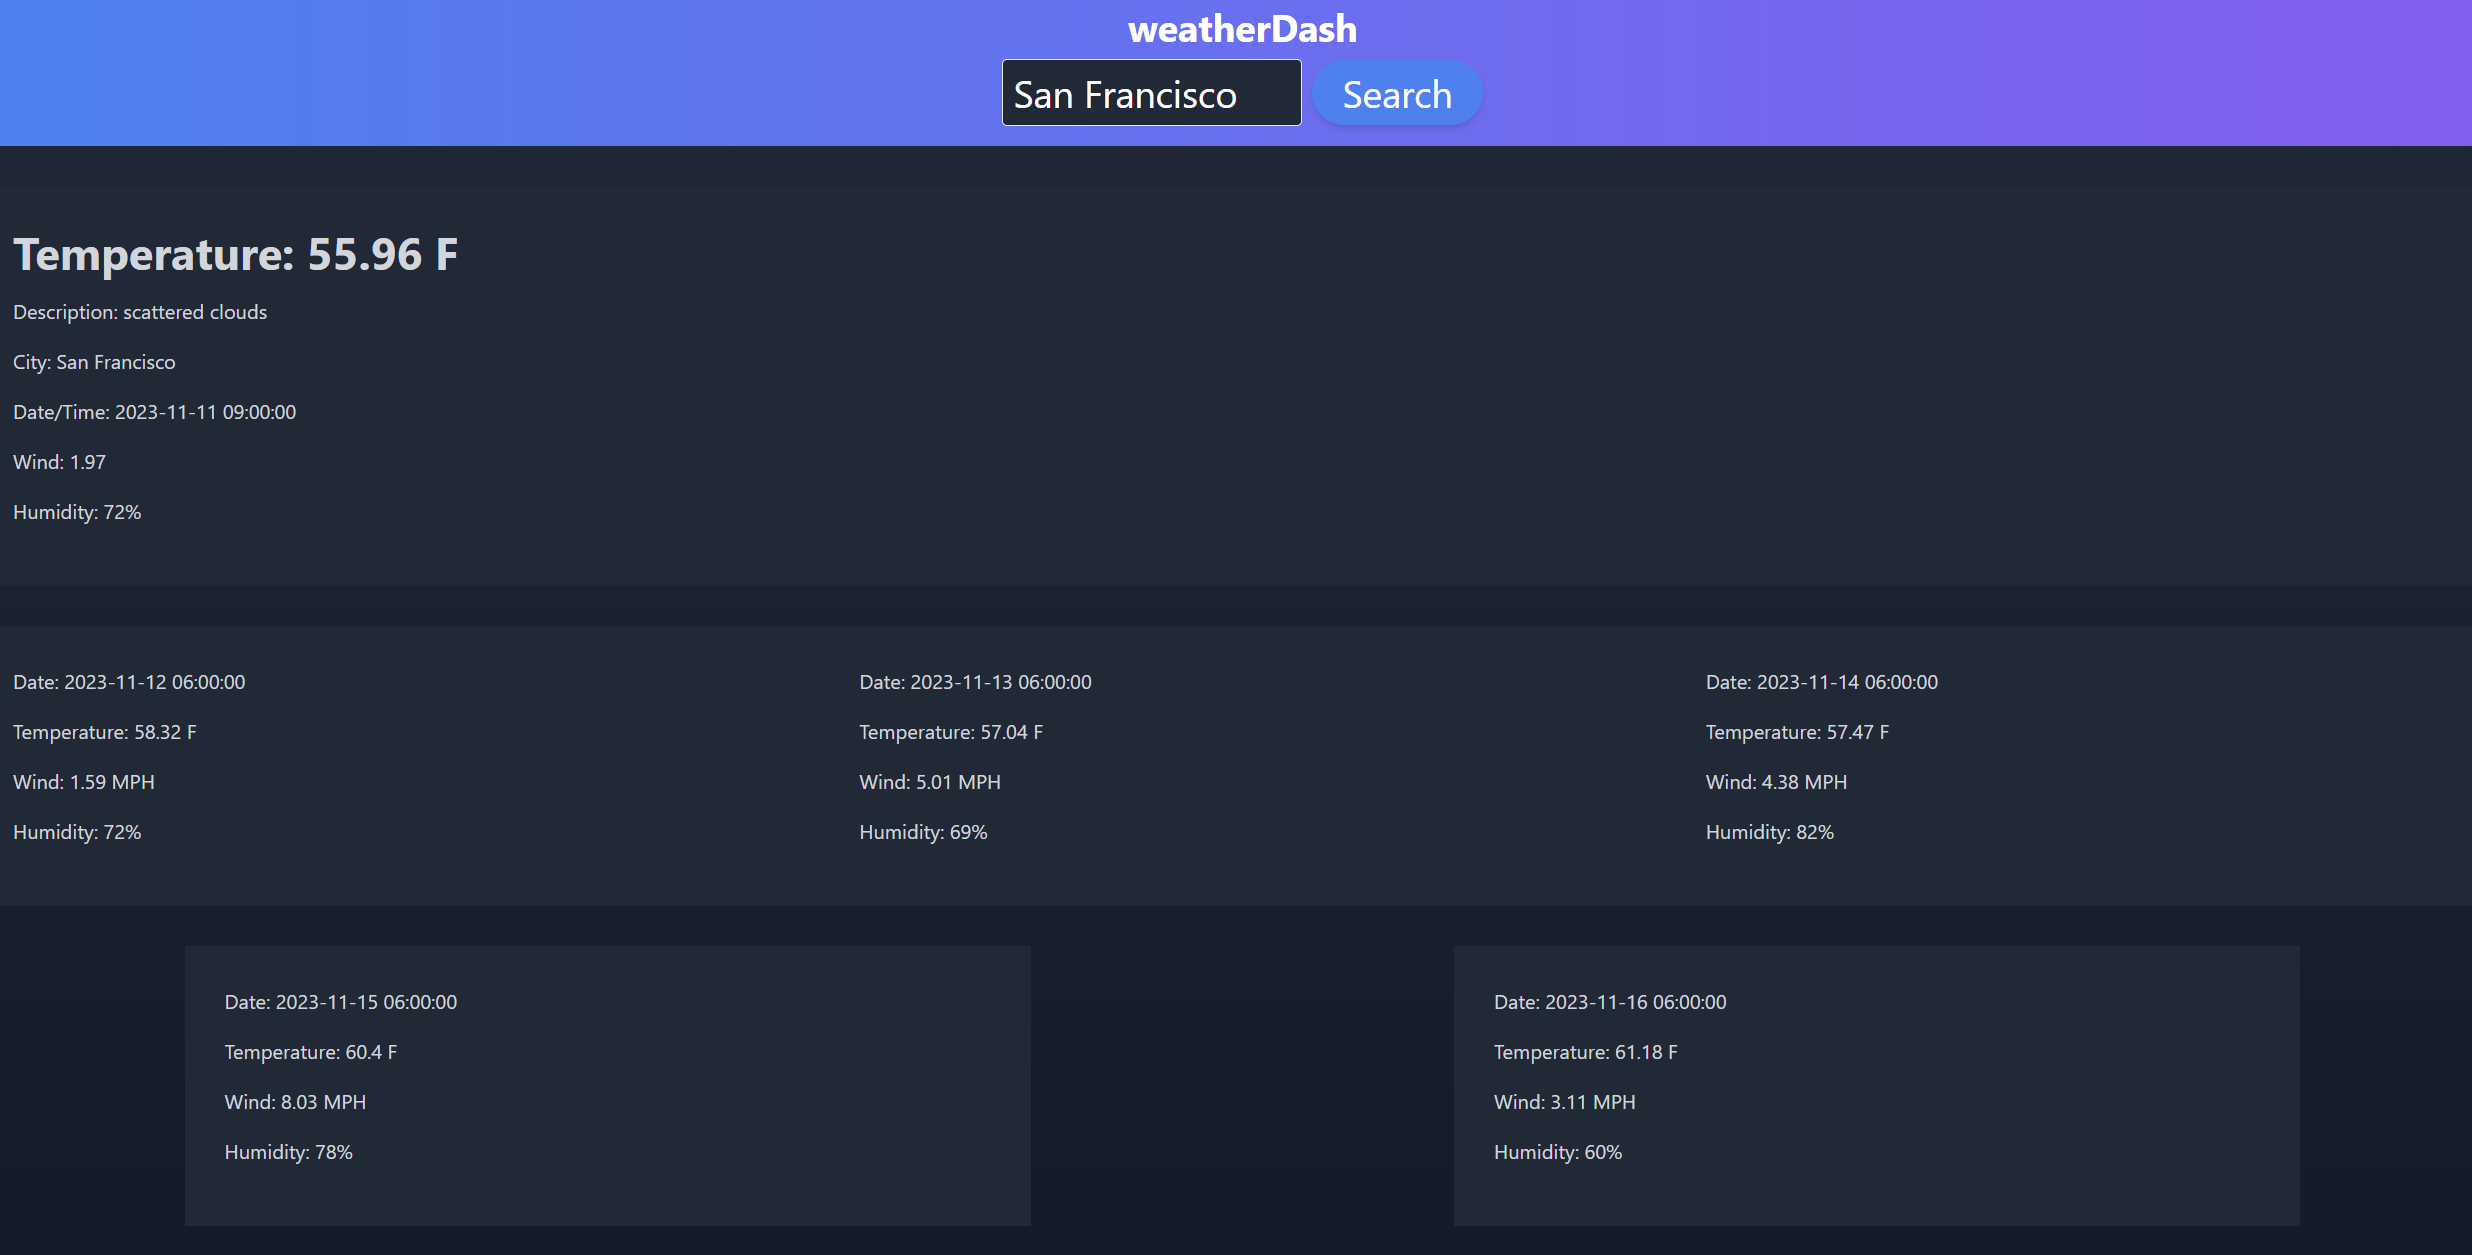 weatherDash
San Francisco
Search
Temperature: 55.96 F
Description: scattered clouds
City: San Francisco
Date/Time: 2023-11-11 09:00:00
Wind: 1.97
Humidity: 72%
Date: 2023-11-12 06:00:00
Temperature: 58.32 F
Wind: 1.59 MPH
Humidity: 72%
Date: 2023-11-13 06:00:00
Temperature: 57.04 F
Wind: 5.01 MPH
Humidity: 69%
Date: 2023-11-14 06:00:00
Temperature: 57.47 F
Wind: 4.38 MPH
Humidity: 82%
Date: 2023-11-15 06:00:00
Temperature: 60.4 F
Wind: 8.03 MPH
Humidity: 78%
Date: 2023-11-16 06:00:00
Temperature: 61.18 F
Wind: 3.11 MPH
Humidity: 60%